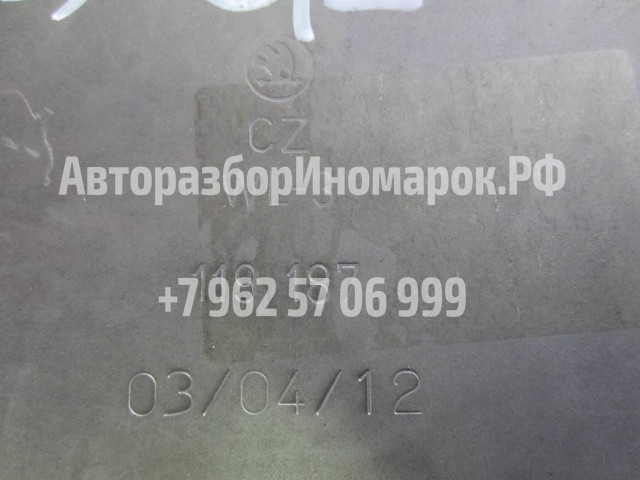 CZ
АвторазборИномарок.РФ
+7 962 57 06 999
03/04/12